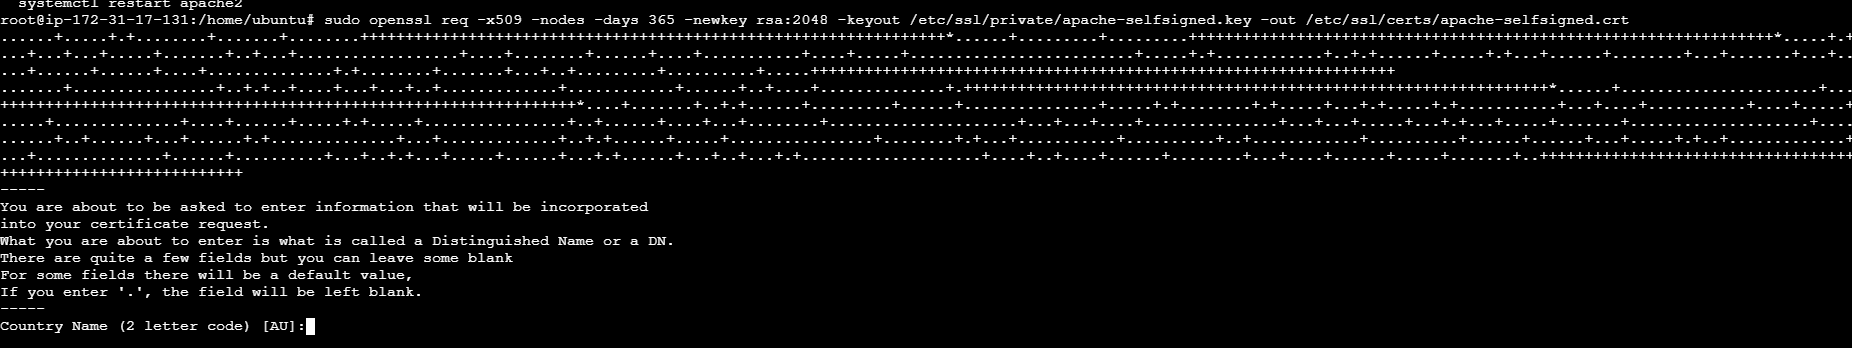 systemctl restart apache2
root@ip-172-31-17-131:/home/ubuntu# sudo openssl req -x509 -nodes -days 365 -newkey rsa:2048 -keyout /etc/ssl/private/apache-selfsigned.key -out /etc/ssl/certs/apache-selfsigned.crt
-----
You are about to be asked to enter information that will be incorporated
into your certificate request.
What you are about to enter is what is called a Distinguished Name or a DN.
There are quite a few fields but you can leave some blank
For some fields there will be a default value,
If you enter '.', the field will be left blank.
-----
Country Name (2 letter code) [AU]: